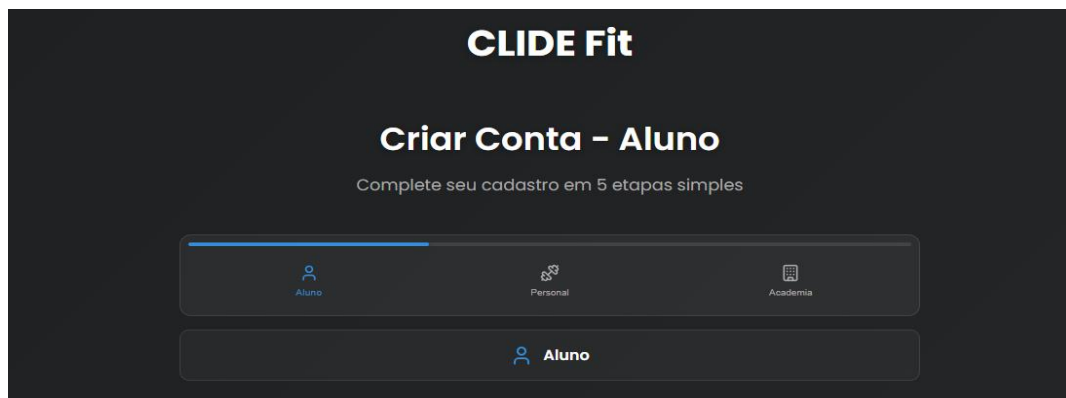 CLIDE Fit
Criar Conta - Aluno
Complete seu cadastro em 5 etapas simples
Aluno Personal Academia
Aluno